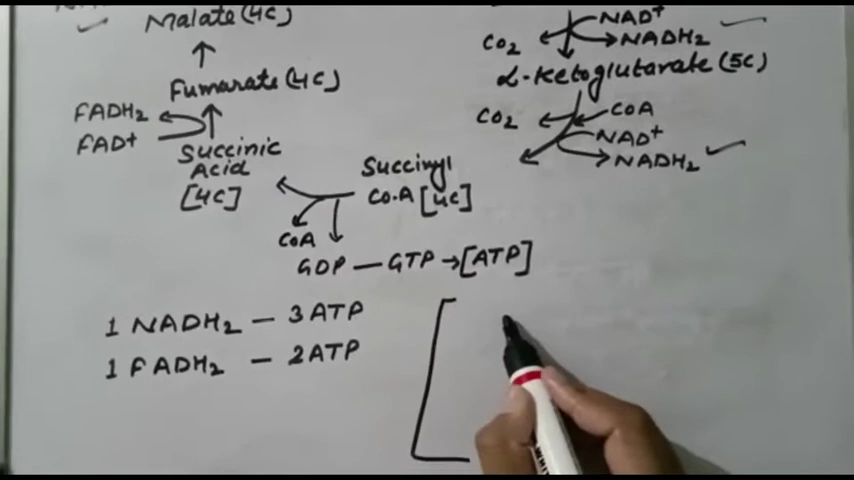 Malate (4C)
Fumarate (4C)
FADH2
FAD+
Succinic
Acid
[4C]
Succinyl
Co.A [4C]
CoA
GDP — GTP → [ATP]
NAD+
CO2
NADH2
α-Ketoglutarate (5C)
COA
CO2
NAD+
NADH2
1 NADH2 — 3 ATP
1 FADH2 — 2 ATP